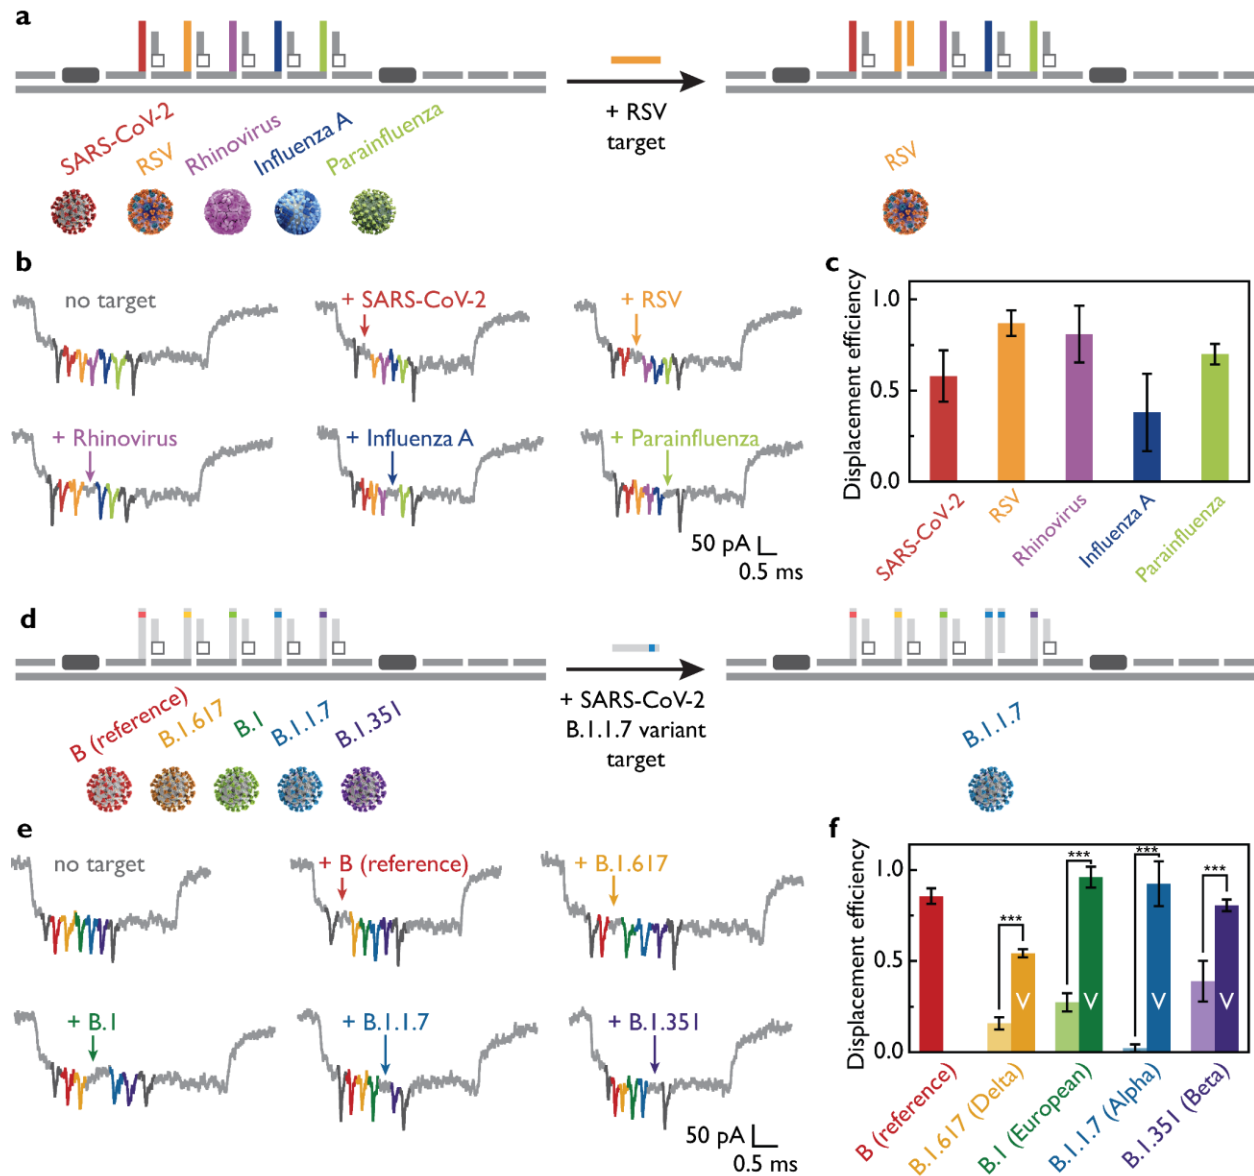 a
SARS-CoV-2
RSV
Rhinovirus
Influenza A
Parainfluenza
+ RSV
target
RSV
b
no target
+ SARS-CoV-2
+ RSV
+ Rhinovirus
+ Influenza A
+ Parainfluenza
50 pA
0.5 ms
c
Displacement efficiency
1.0
0.5
0.0
SARS-CoV-2
RSV
Rhinovirus
Influenza A
Parainfluenza
d
B (reference)
B.1.617
B.1
B.1.1.7
B.1.351
+ SARS-CoV-2
B.1.1.7 variant
target
B.1.1.7
e
no target
+ B (reference)
+ B.1.617
+ B.1
+ B.1.1.7
+ B.1.351
50 pA
0.5 ms
f
Displacement efficiency
1.0
0.5
0.0
***
***
***
***
V
V
V
V
B (reference)
B.1.617 (Delta)
B.1 (European)
B.1.1.7 (Alpha)
B.1.351 (Beta)